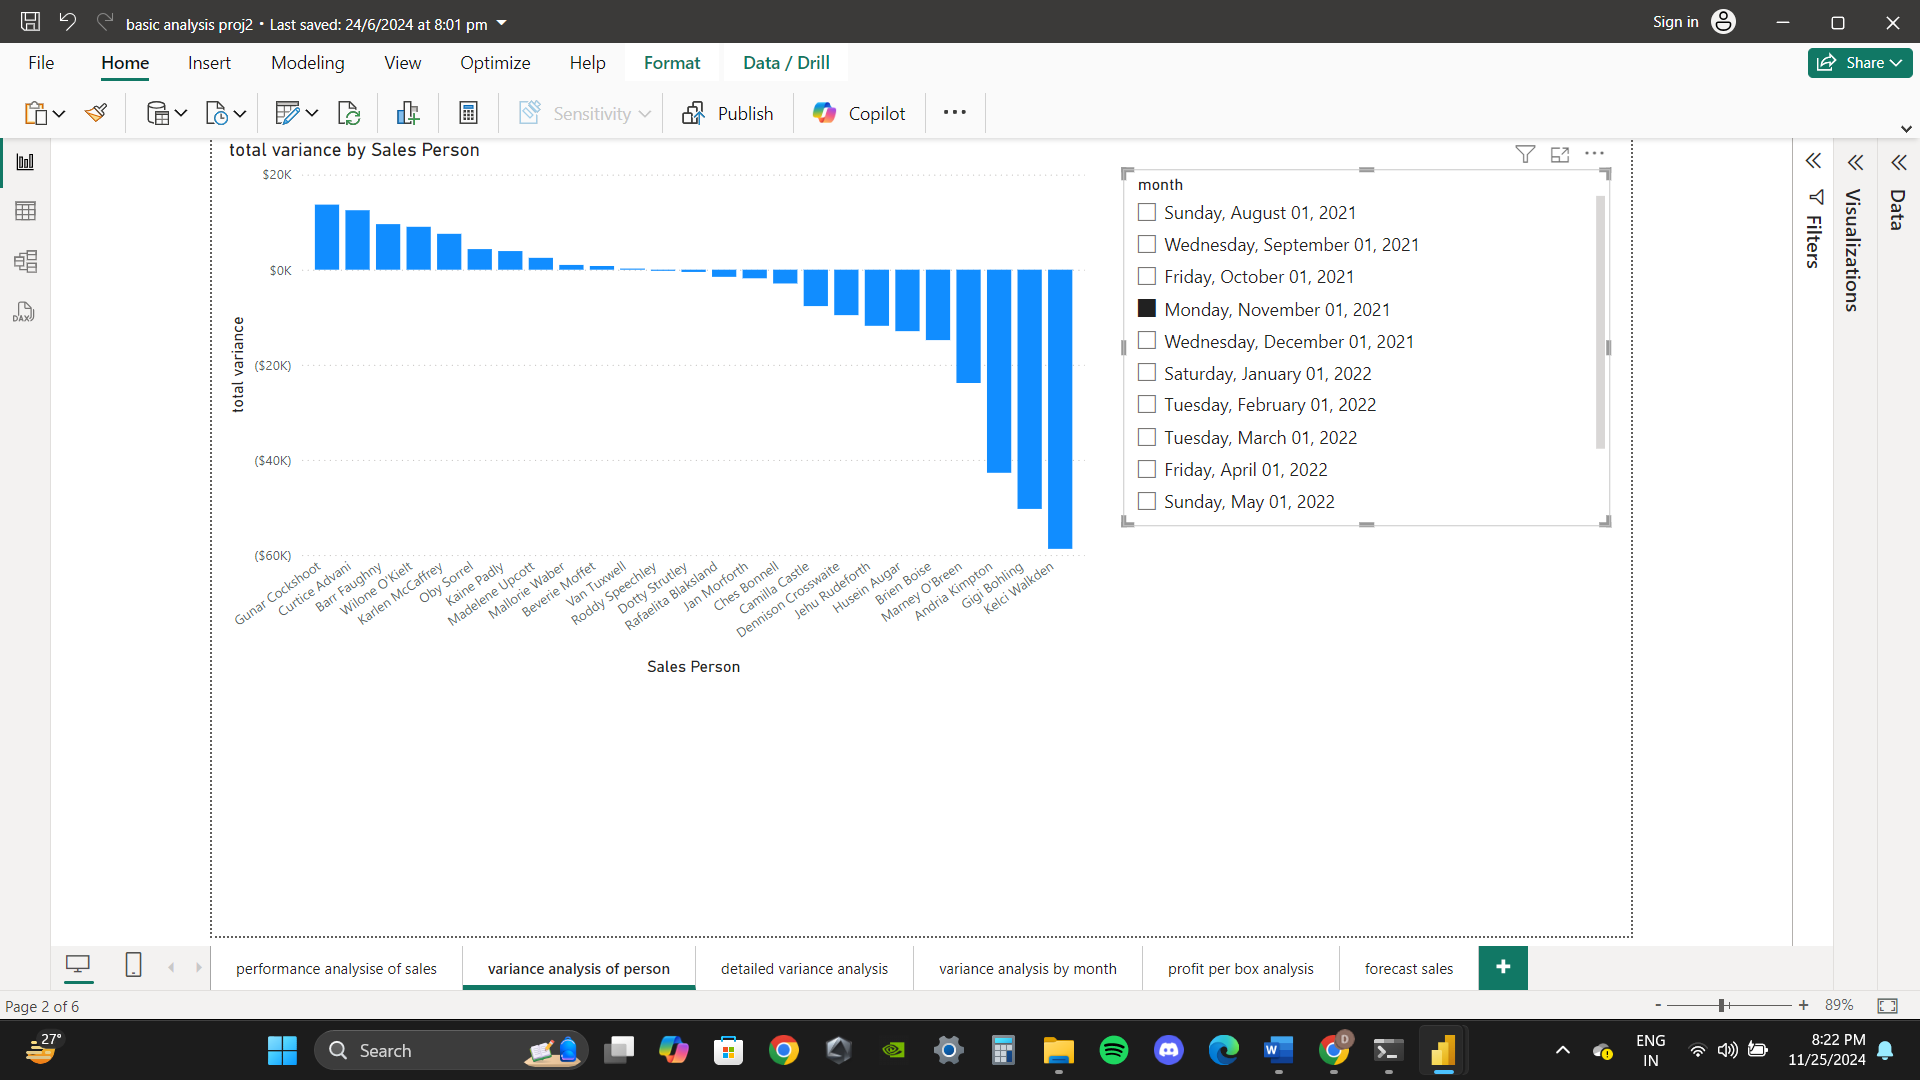 basic analysis proj2 • Last saved: 24/6/2024 at 8:01 pm
Sign in
File Home Insert Modeling View Optimize Help Format Data / Drill
Share
Sensitivity
Publish
Copilot
DAX
total variance by Sales Person
$20K
$0K
($20K)
($40K)
($60K)
total variance
Gunar Cockshoot
Curtice Advani
Barr Faughny
Wilone O'Kielt
Karlen McCaffrey
Oby Sorrel
Kaine Padly
Madelene Upcott
Mallorie Waber
Beverie Moffet
Van Tuxwell
Roddy Speechley
Dotty Strutley
Rafaelita Blaksland
Jan Morforth
Ches Bonnell
Camilla Castle
Dennison Crosswaite
Jehu Rudeforth
Husein Augar
Brien Boise
Marney O'Breen
Andria Kimpton
Gigi Bohling
Kelci Walkden
Sales Person
month
Sunday, August 01, 2021
Wednesday, September 01, 2021
Friday, October 01, 2021
Monday, November 01, 2021
Wednesday, December 01, 2021
Saturday, January 01, 2022
Tuesday, February 01, 2022
Tuesday, March 01, 2022
Friday, April 01, 2022
Sunday, May 01, 2022
Filters
Visualizations
Data
performance analysise of sales
variance analysis of person
detailed variance analysis
variance analysis by month
profit per box analysis
forecast sales
Page 2 of 6
89%
27°
Search
D
W
ENG
IN
8:22 PM
11/25/2024